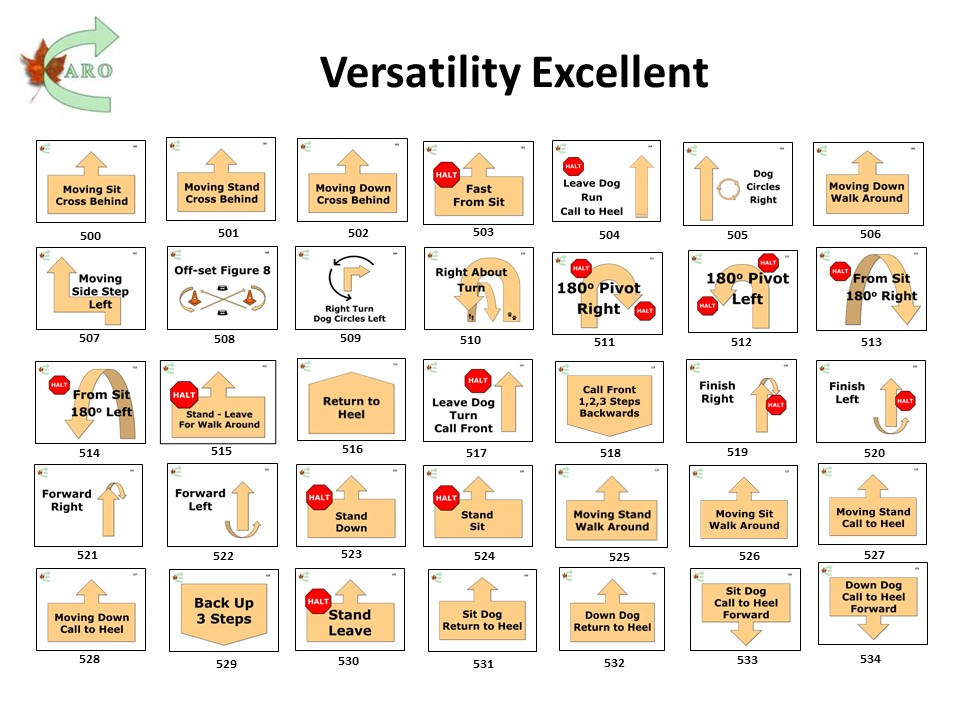 ARO
Versatility Excellent
Moving Sit
Cross Behind
500
Moving Stand
Cross Behind
501
Moving Down
Cross Behind
502
HALT
Fast
From Sit
503
HALT
Leave Dog
Run
Call to Heel
504
Dog
Circles
Right
505
Moving Down
Walk Around
506
Moving
Side Step
Left
507
Off-set Figure 8
508
Right Turn
Dog Circles Left
509
Right About
Turn
510
HALT
180º Pivot
Right
HALT
511
HALT
180º Pivot
Left
HALT
512
HALT
From Sit
180º Right
513
HALT
From Sit
180º Left
514
HALT
Stand - Leave
For Walk Around
515
Return to
Heel
516
HALT
Leave Dog
Turn
Call Front
517
Call Front
1,2,3 Steps
Backwards
518
Finish
Right
HALT
519
Finish
Left
HALT
520
Forward
Right
521
Forward
Left
522
HALT
Stand
Down
523
HALT
Stand
Sit
524
Moving Stand
Walk Around
525
Moving Sit
Walk Around
526
Moving Stand
Call to Heel
527
Moving Down
Call to Heel
528
Back Up
3 Steps
529
HALT
Stand
Leave
530
Sit Dog
Return to Heel
531
Down Dog
Return to Heel
532
Sit Dog
Call to Heel
Forward
533
Down Dog
Call to Heel
Forward
534